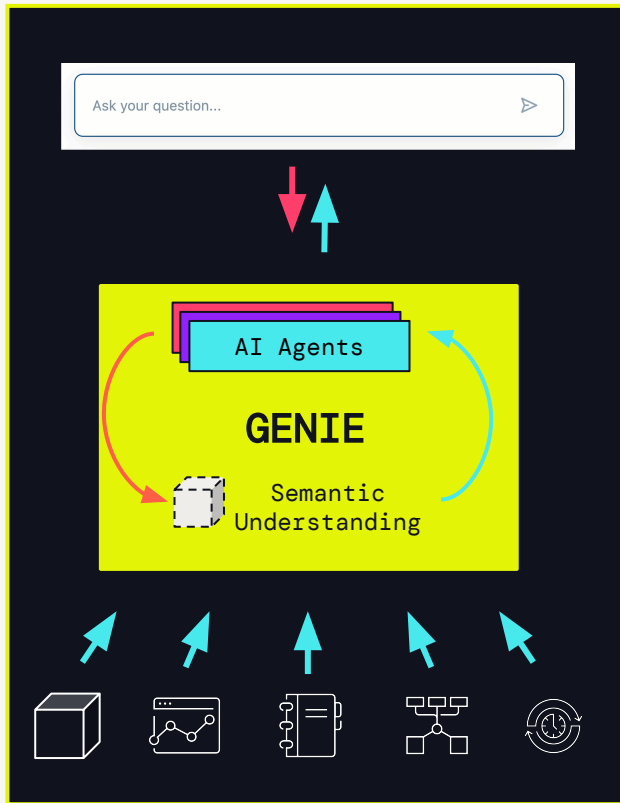 Ask your question...
AI Agents
GENIE
Semantic
Understanding